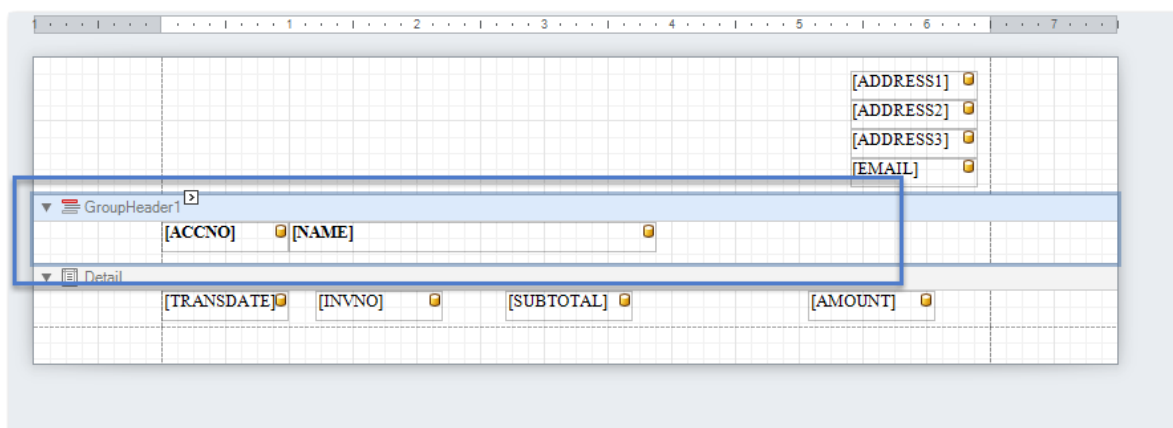 1 1 2 3 4 5 6 7
[ADDRESS1]
[ADDRESS2]
[ADDRESS3]
[EMAIL]
GroupHeader1
[ACCNO] [NAME]
Detail
[TRANSDATE] [INVNO] [SUBTOTAL] [AMOUNT]